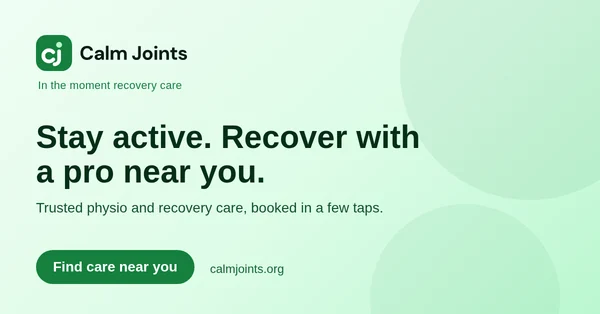 cj Calm Joints
In the moment recovery care
Stay active. Recover with
a pro near you.
Trusted physio and recovery care, booked in a few taps.
Find care near you
calmjoints.org